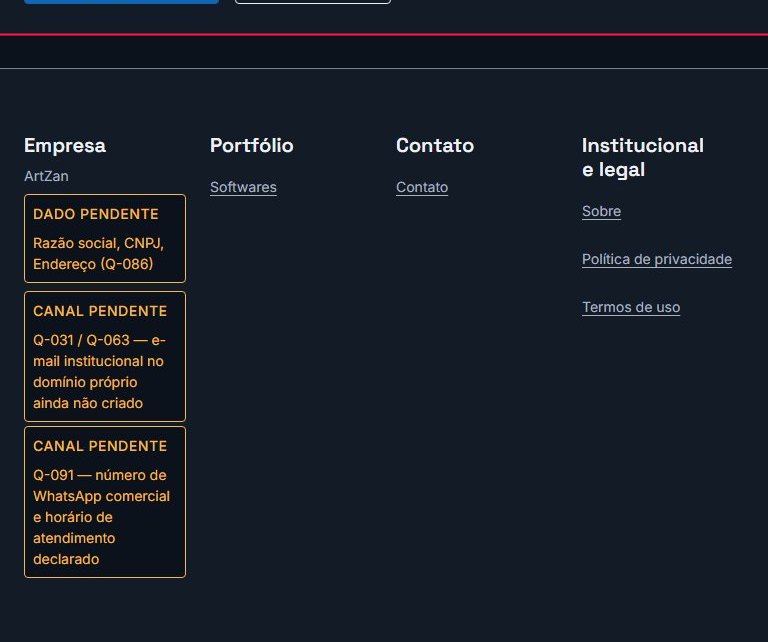 Empresa
ArtZan
DADO PENDENTE
Razão social, CNPJ,
Endereço (Q-086)
CANAL PENDENTE
Q-031 / Q-063 — e-
mail institucional no
domínio próprio
ainda não criado
CANAL PENDENTE
Q-091 — número de
WhatsApp comercial
e horário de
atendimento
declarado
Portfólio
Softwares
Contato
Contato
Institucional
e legal
Sobre
Política de privacidade
Termos de uso